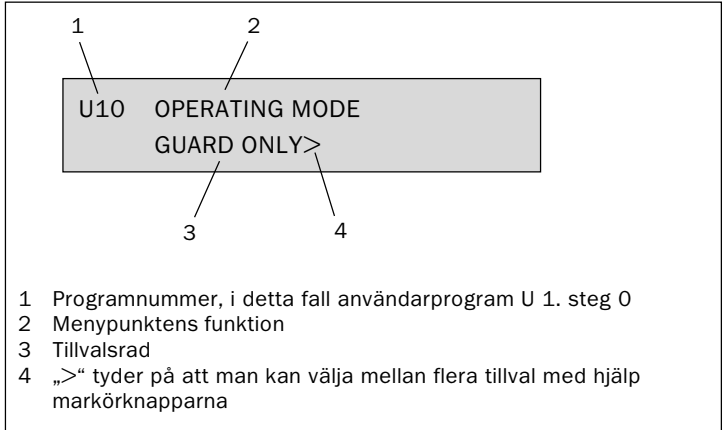 1 2
U10 OPERATING MODE
GUARD ONLY>
3 4
1 Programnummer, i detta fall användarprogram U 1. steg 0
2 Menypunktens funktion
3 Tillvalsrad
4 „>“ tyder på att man kan välja mellan flera tillval med hjälp
markörknapparna